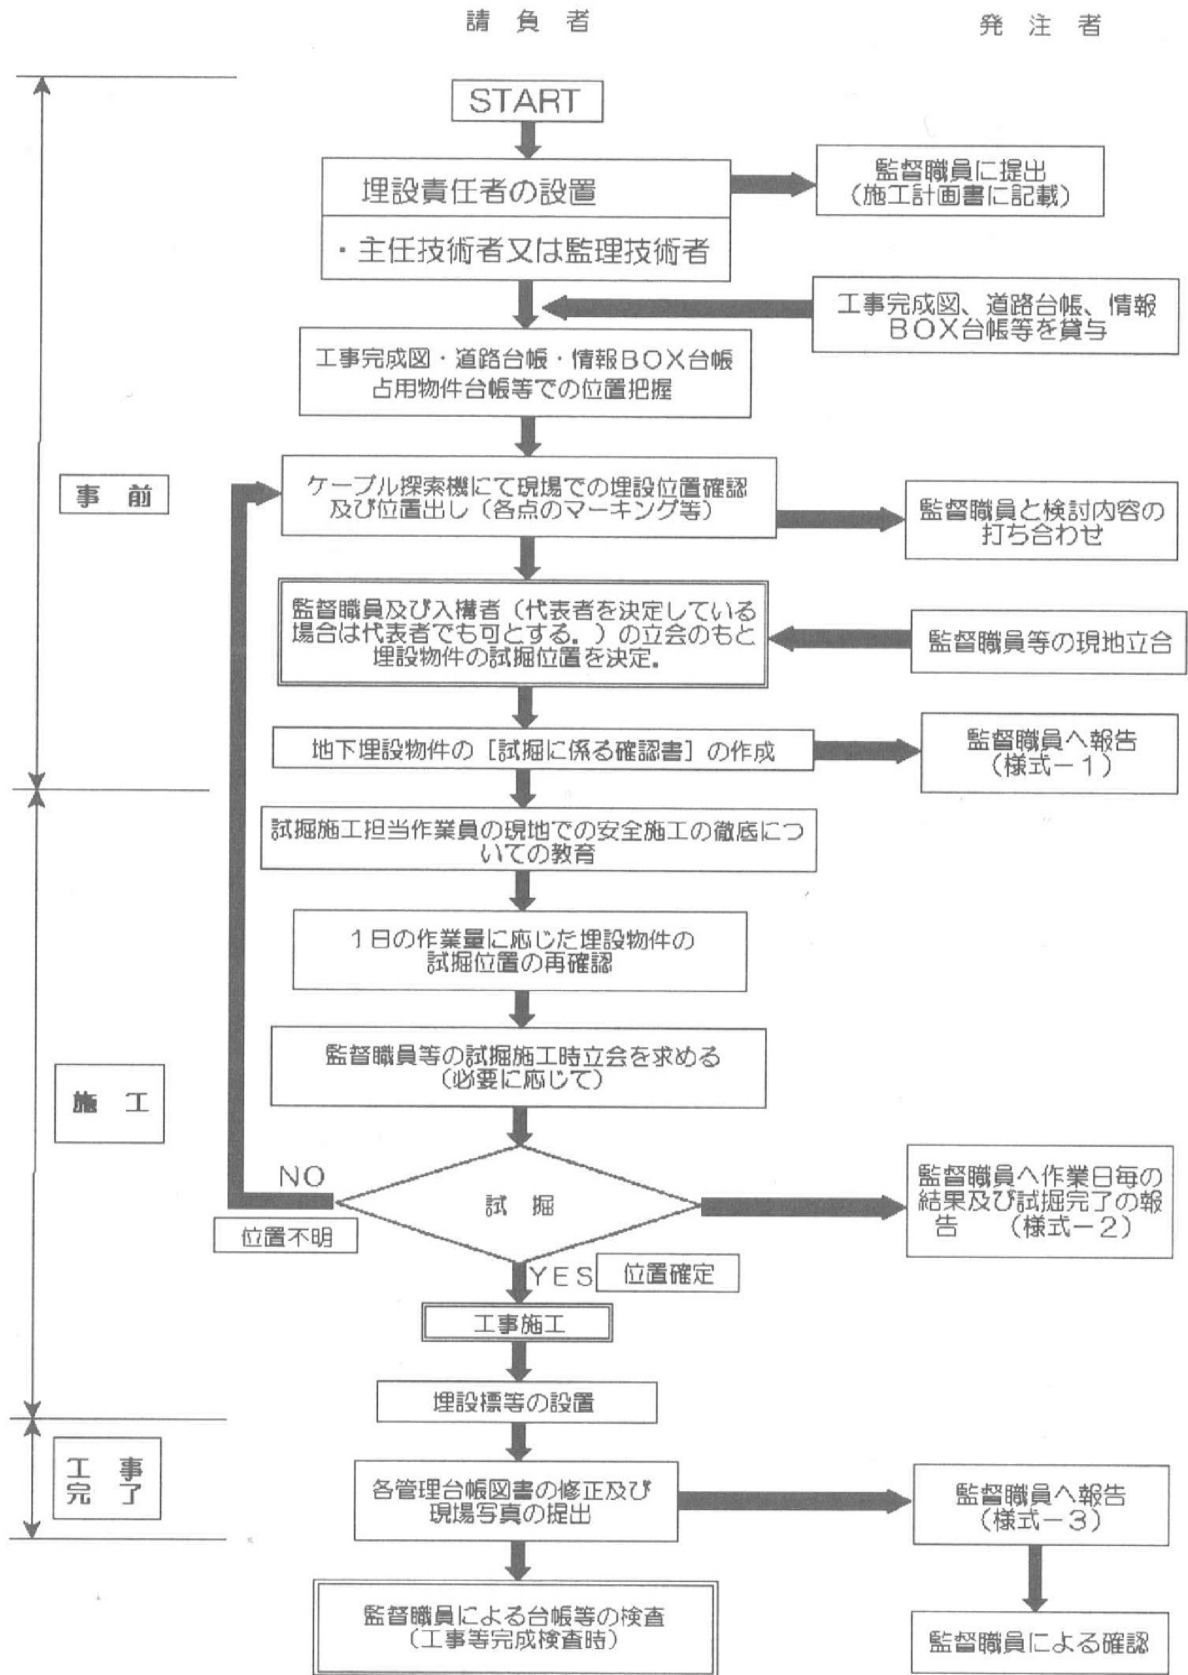 請 負 者
発 注 者
START
埋設責任者の設置
・主任技術者又は監理技術者
監督職員に提出
（施工計画書に記載）
工事完成図、道路台帳、情報
ＢＯＸ台帳等を貸与
工事完成図・道路台帳・情報ＢＯＸ台帳
占用物件台帳等での位置把握
事 前
ケーブル探索機にて現場での埋設位置確認
及び位置出し（各点のマーキング等）
監督職員と検討内容の
打ち合わせ
監督職員及び入構者（代表者を決定している
場合は代表者でも可とする。）の立会のもと
埋設物件の試掘位置を決定。
監督職員等の現地立合
地下埋設物件の［試掘に係る確認書］の作成
監督職員へ報告
（様式－１）
試掘施工担当作業員の現地での安全施工の徹底につ
いての教育
１日の作業量に応じた埋設物件の
試掘位置の再確認
監督職員等の試掘施工時立会を求める
（必要に応じて）
施 工
NO
位置不明
試 掘
監督職員へ作業日毎の
結果及び試掘完了の報
告　　（様式－２）
YES
位置確定
工事施工
埋設標等の設置
工 事
完 了
各管理台帳図書の修正及び
現場写真の提出
監督職員へ報告
（様式－３）
監督職員による台帳等の検査
（工事等完成検査時）
監督職員による確認